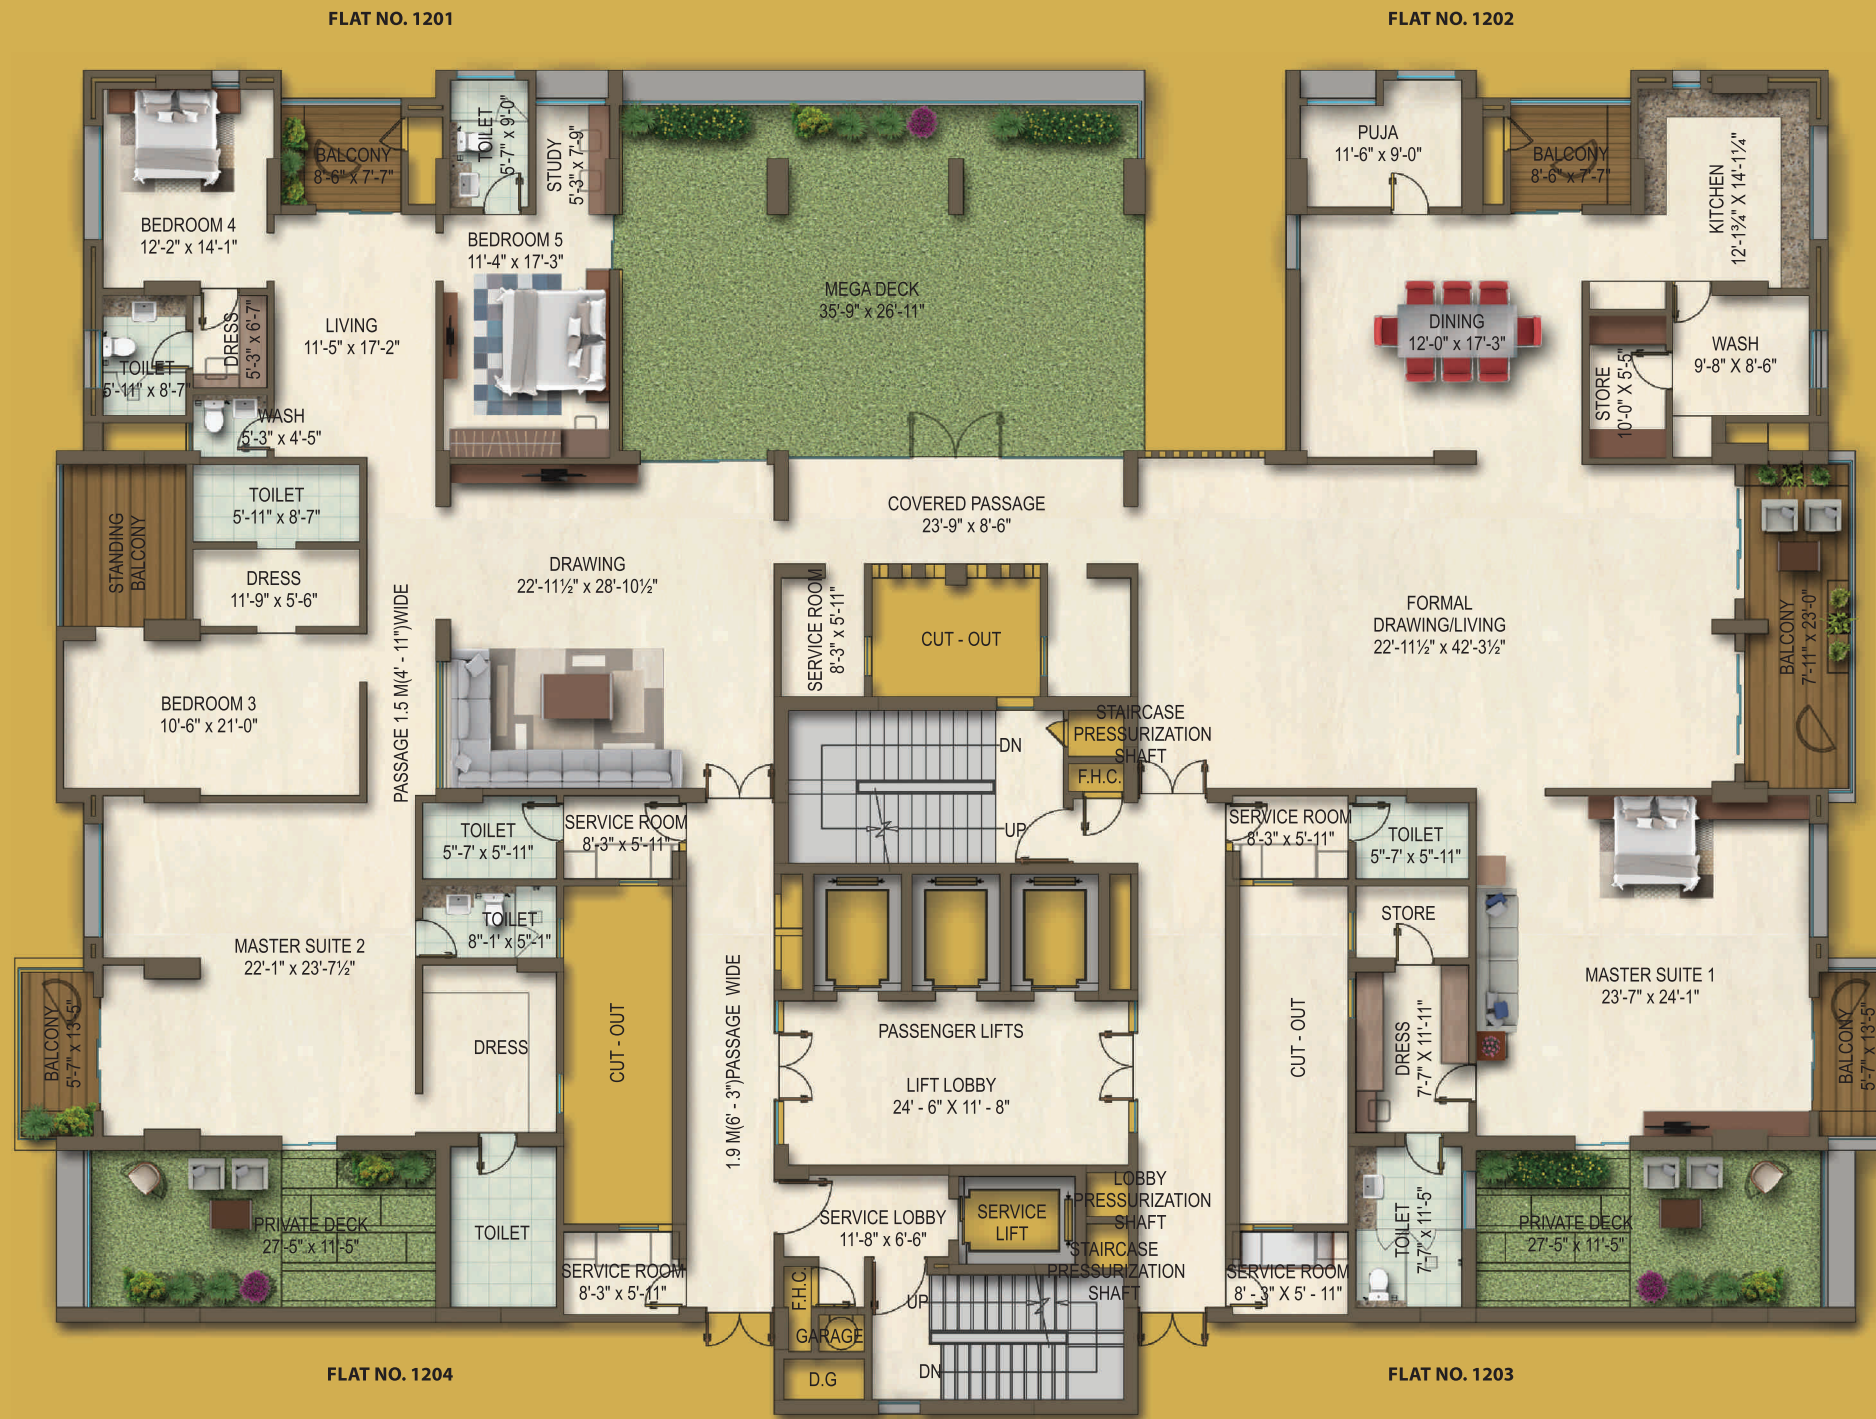 FLAT NO. 1201
FLAT NO. 1202
BEDROOM 4
12'-2" x 14'-1"
BALCONY
8'-6" x 7'-7"
TOILET
5'-7" x 9'-0"
STUDY
5'-3" x 7'-9"
BEDROOM 5
11'-4" x 17'-3"
MEGA DECK
35'-9" x 26'-11"
PUJA
11'-6" x 9'-0"
BALCONY
8'-6" x 7'-7"
KITCHEN
12'-1¾" X 14'-1¼"
LIVING
11'-5" x 17'-2"
DRESS
5'-3" x 6'-7"
TOILET
5'-11" x 8'-7"
WASH
5'-3" x 4'-5"
DINING
12'-0" x 17'-3"
STORE
10'-0" X 5'-5"
WASH
9'-8" X 8'-6"
STANDING
BALCONY
TOILET
5'-11" x 8'-7"
DRESS
11'-9" x 5'-6"
BEDROOM 3
10'-6" x 21'-0"
PASSAGE 1.5 M(4' - 11")WIDE
DRAWING
22'-11½" x 28'-10½"
COVERED PASSAGE
23'-9" x 8'-6"
SERVICE ROOM
8'-3" x 5'-11"
CUT - OUT
FORMAL
DRAWING/LIVING
22'-11½" x 42'-3½"
BALCONY
7'-11" x 23'-0"
DN
UP
STAIRCASE
PRESSURIZATION
SHAFT
F.H.C.
TOILET
5"-7' x 5"-11"
SERVICE ROOM
8'-3" x 5'-11"
SERVICE ROOM
8'-3" x 5'-11"
TOILET
5"-7' x 5"-11"
TOILET
8"-1' x 5"-1"
STORE
MASTER SUITE 2
22'-1" x 23'-7½"
MASTER SUITE 1
23'-7" x 24'-1"
BALCONY
5'-7" x 13'-5"
DRESS
CUT - OUT
1.9 M(6' - 3")PASSAGE WIDE
PASSENGER LIFTS
LIFT LOBBY
24' - 6" X 11' - 8"
CUT - OUT
DRESS
7'-7" X 11'-11"
BALCONY
5'-7" x 13'-5"
PRIVATE DECK
27'-5" x 11'-5"
TOILET
SERVICE LOBBY
11'-8" x 6'-6"
SERVICE
LIFT
LOBBY
PRESSURIZATION
SHAFT
STAIRCASE
PRESSURIZATION
SHAFT
TOILET
7'-7" x 11'-5"
PRIVATE DECK
27'-5" x 11'-5"
SERVICE ROOM
8'-3" x 5'-11"
SERVICE ROOM
8' - 3" X 5' - 11"
F.H.C.
UP
GARAGE
DN
D.G
FLAT NO. 1204
FLAT NO. 1203